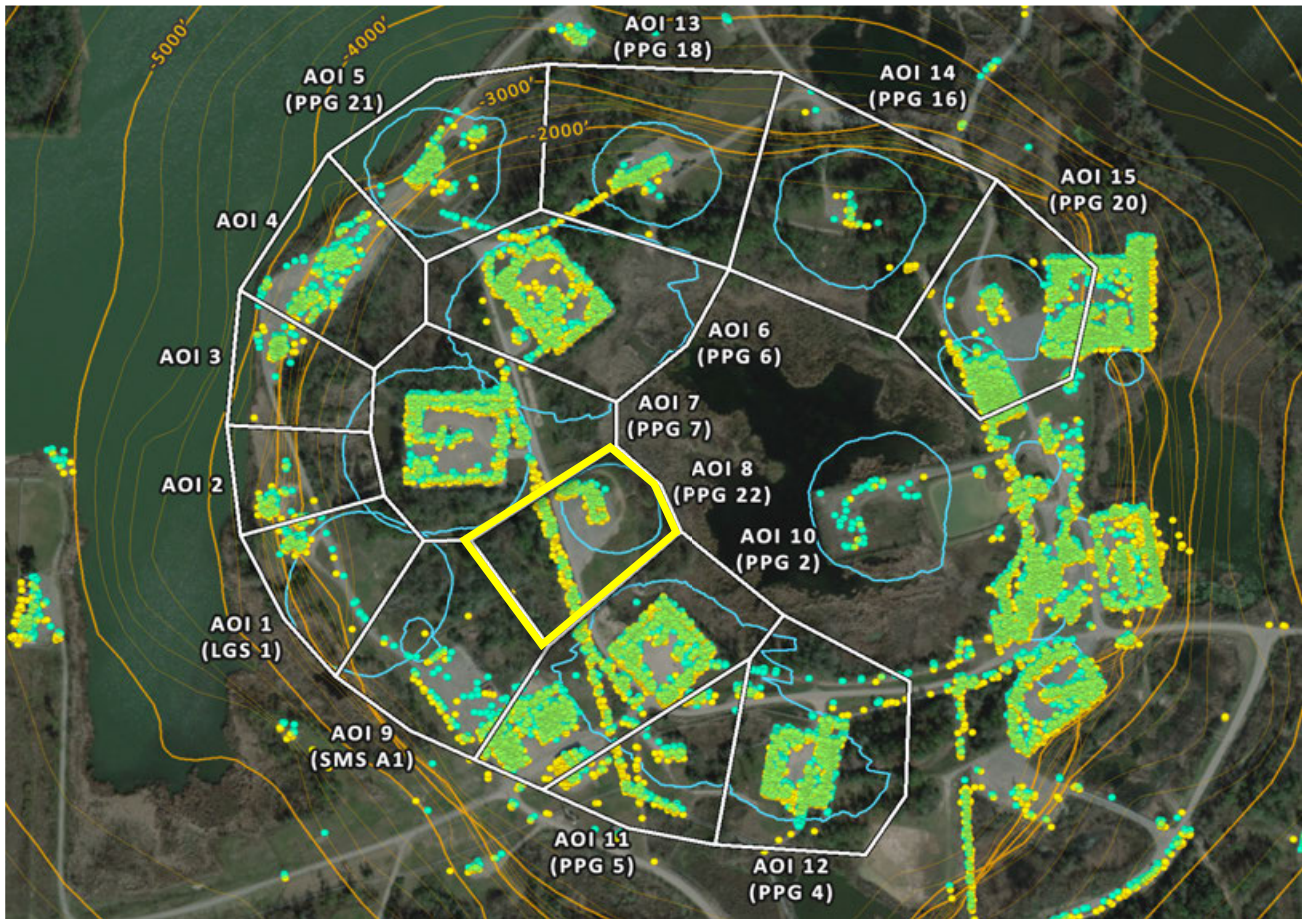 AOI 13
(PPG 18)
-5000'
-4000'
AOI 5
(PPG 21)
AOI 14
(PPG 16)
-3000'
-2000'
AOI 15
(PPG 20)
AOI 4
AOI 6
(PPG 6)
AOI 3
AOI 7
(PPG 7)
AOI 8
(PPG 22)
AOI 2
AOI 10
(PPG 2)
AOI 1
(LGS 1)
AOI 9
(SMS A1)
AOI 11
(PPG 5)
AOI 12
(PPG 4)